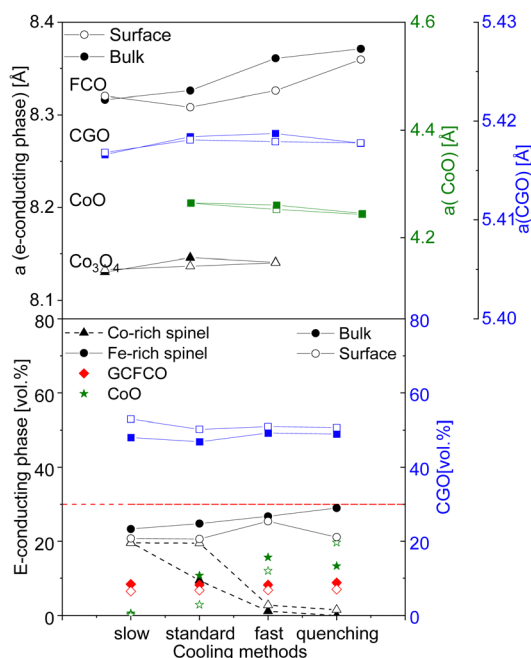 8.4
8.3
8.2
8.1
a (e-conducting phase) [Å]
Surface
Bulk
FCO
CGO
CoO
Co₃O₄
4.6
4.4
4.2
a( CoO) [Å]
5.43
5.42
5.41
5.40
a(CGO) [Å]
80
60
40
20
0
E-conducting phase [vol.%]
Co-rich spinel
Fe-rich spinel
GCFCO
CoO
Bulk
Surface
80
60
40
20
0
CGO[vol.%]
slow standard fast quenching
Cooling methods